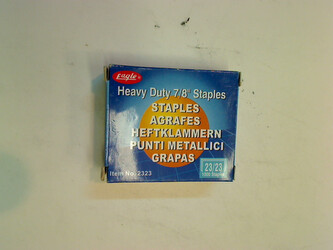 Eagle
Heavy Duty 7/8" Staples
STAPLES
AGRAFES
HEFTKLAMMERN
PUNTI METALLICI
GRAPAS
23/23
Item No. 2323